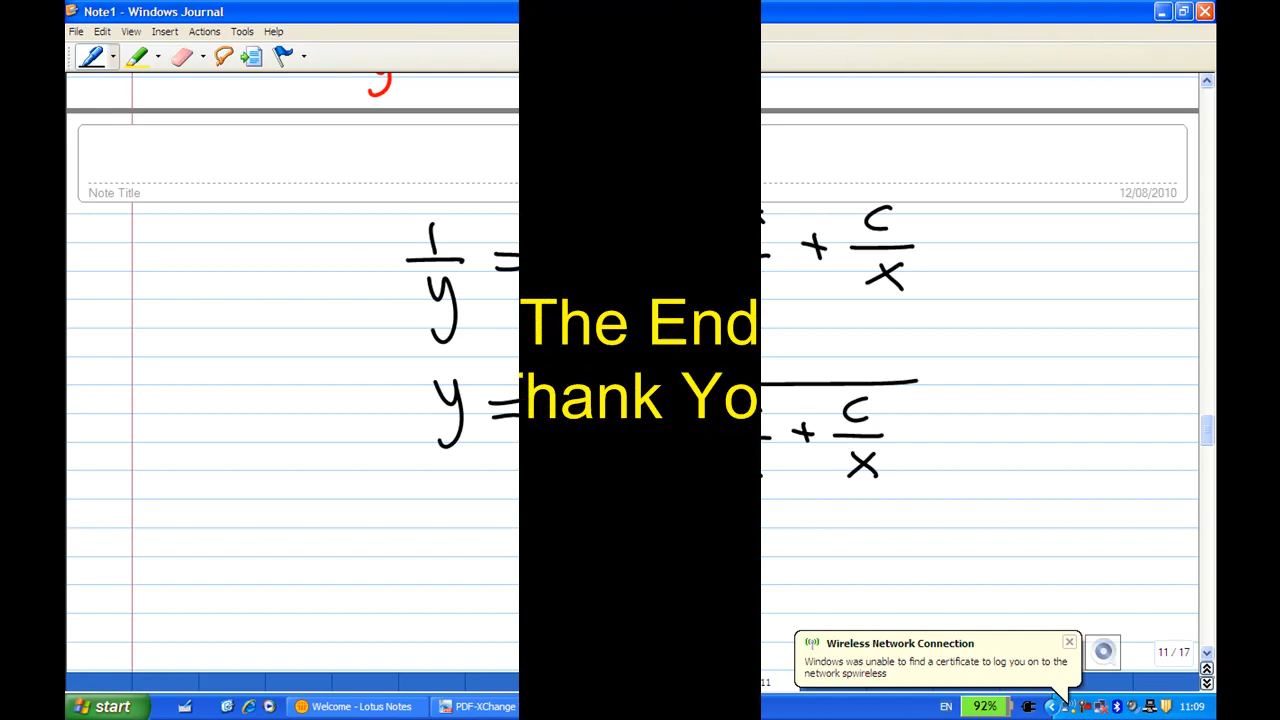 Note1 - Windows Journal
File Edit View Insert Actions Tools Help
y
Note Title
12/08/2010
1/y = + c/x
The End
Thank Yo
y = + c/x
Wireless Network Connection
Windows was unable to find a certificate to log you on to the
network spwireless
11 / 17
11
start
Welcome - Lotus Notes
PDF-XChange
EN
92%
11:09